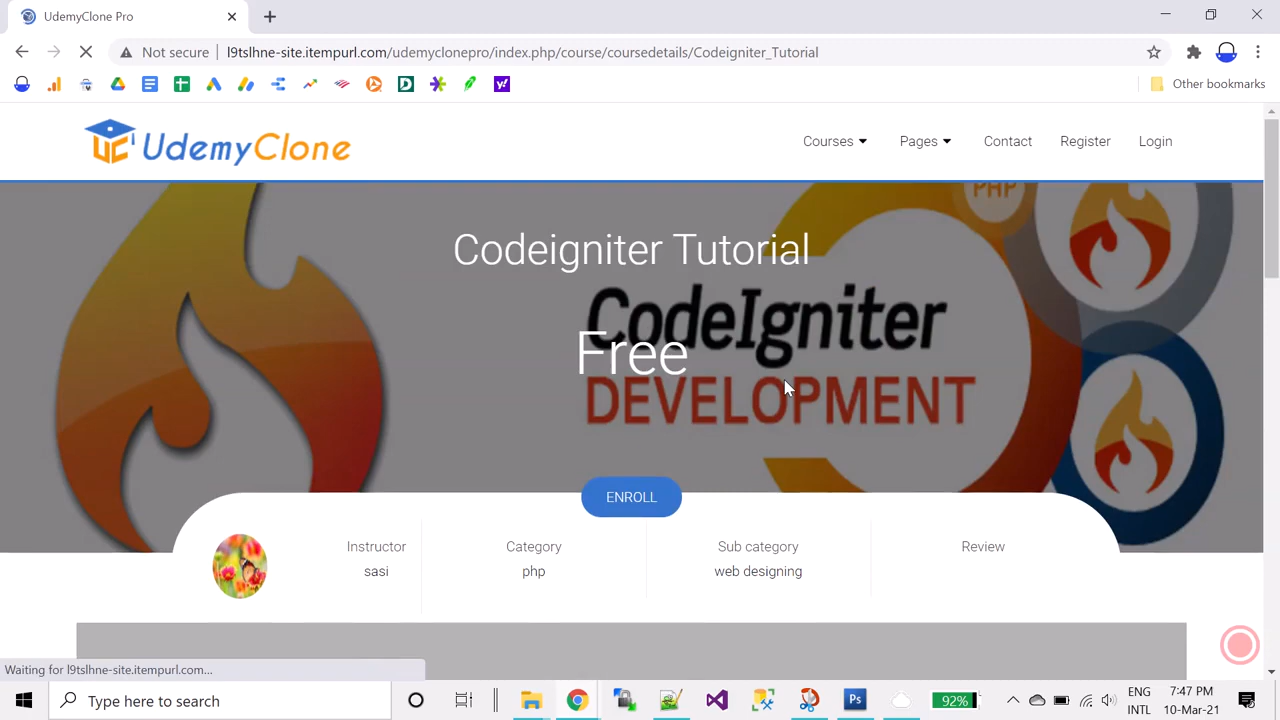 UdemyClone Pro
Not secure
l9tslhne-site.itempurl.com/udemyclonepro/index.php/course/coursedetails/Codeigniter_Tutorial
Other bookmarks
UC UdemyClone
Courses Pages Contact Register Login
PHP
Codeigniter Tutorial
CodeIgniter
Free
DEVELOPMENT
ENROLL
Instructor Category Sub category Review
sasi php web designing
Waiting for l9tslhne-site.itempurl.com...
Type here to search
92%
ENG
INTL
7:47 PM
10-Mar-21